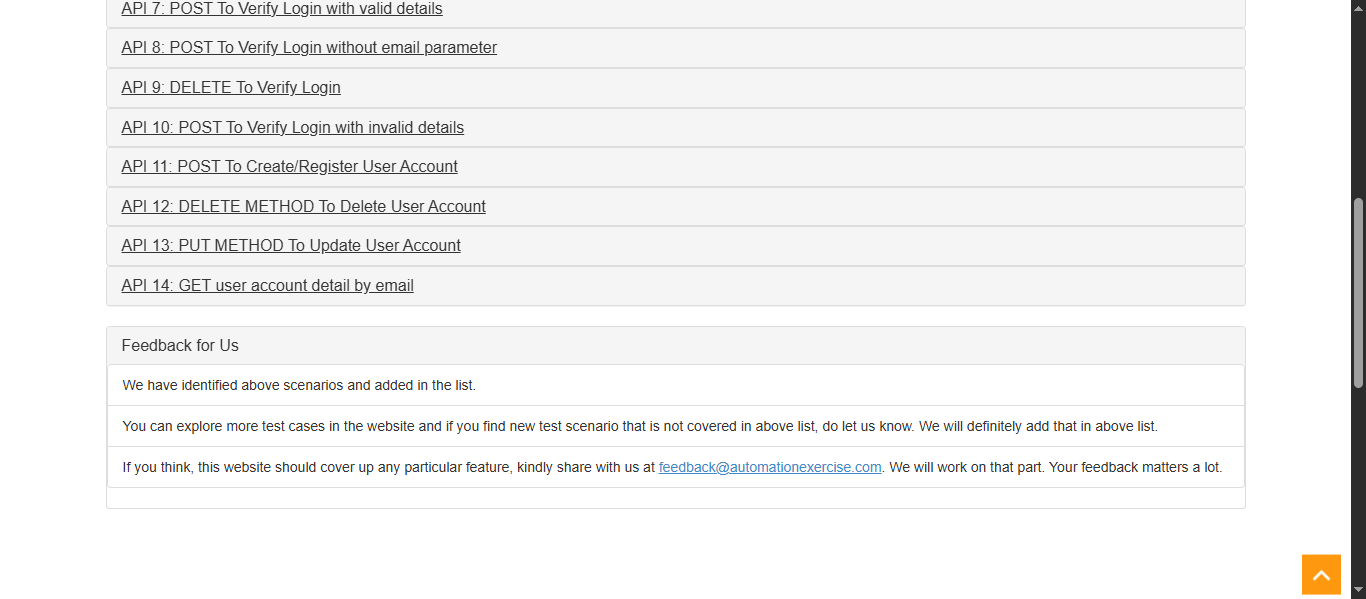 API 7: POST To Verify Login with valid details
API 8: POST To Verify Login without email parameter
API 9: DELETE To Verify Login
API 10: POST To Verify Login with invalid details
API 11: POST To Create/Register User Account
API 12: DELETE METHOD To Delete User Account
API 13: PUT METHOD To Update User Account
API 14: GET user account detail by email
Feedback for Us
We have identified above scenarios and added in the list.
You can explore more test cases in the website and if you find new test scenario that is not covered in above list, do let us know. We will definitely add that in above list.
If you think, this website should cover up any particular feature, kindly share with us at feedback@automationexercise.com. We will work on that part. Your feedback matters a lot.